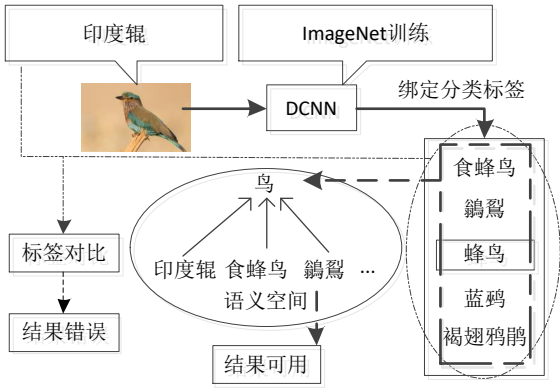 印度辊
ImageNet训练
DCNN
绑定分类标签
食蜂鸟
鶲鴷
蜂鸟
蓝鹀
褐翅鸦鹃
鸟
印度辊 食蜂鸟 鶲鴷 ...
语义空间
标签对比
结果错误
结果可用